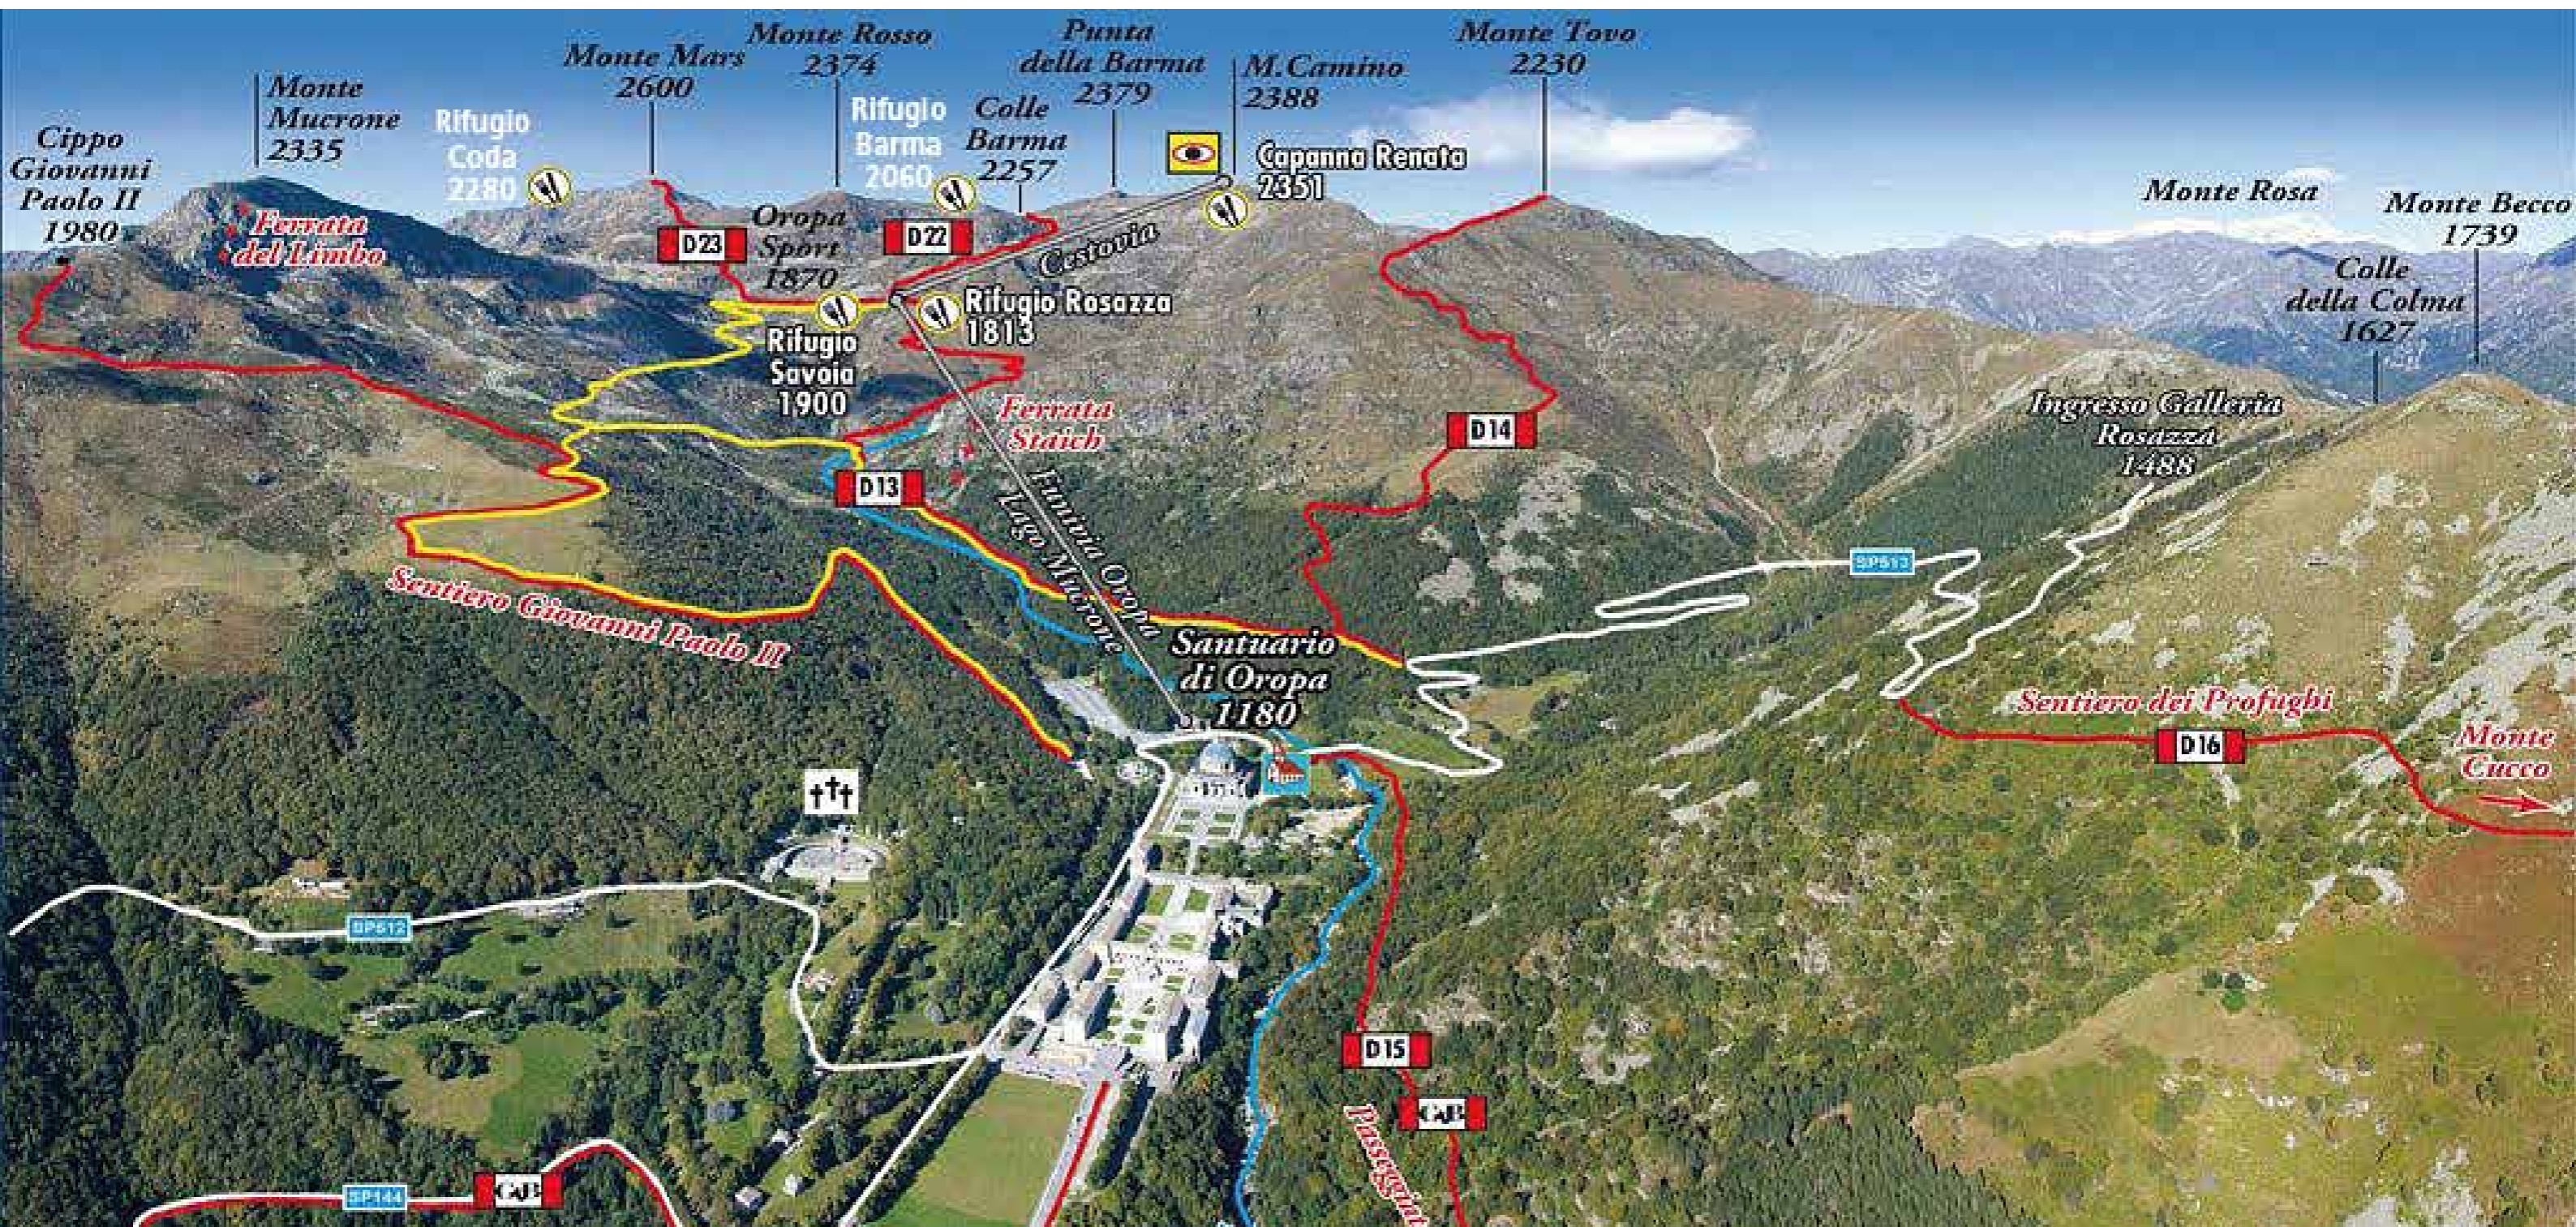 Cippo
Giovanni
Paolo II
1980
Monte
Mucrone
2335
Ferrata
del Limbo
Rifugio
Coda
2280
Monte Mars
2600
D23
Monte Rosso
2374
Oropa
Sport
1870
Rifugio
Barma
2060
D22
Colle
Barma
2257
Punta
della Barma
2379
M.Camino
2388
Capanna Renata
2351
Cestovia
Monte Tovo
2230
Monte Rosa
Monte Becco
1739
Colle
della Colma
1627
Rifugio Rosazza
1813
Rifugio
Savoia
1900
Ferrata
Staich
D14
Ingresso Galleria
Rosazza
1488
D13
Funivia Oropa
Lago Mucrone
SP513
Sentiero Giovanni Paolo II
Santuario
di Oropa
1180
Sentiero dei Profughi
D16
Monte
Cucco
SP512
D15
CAB
Passeggiat
SP144
CAB